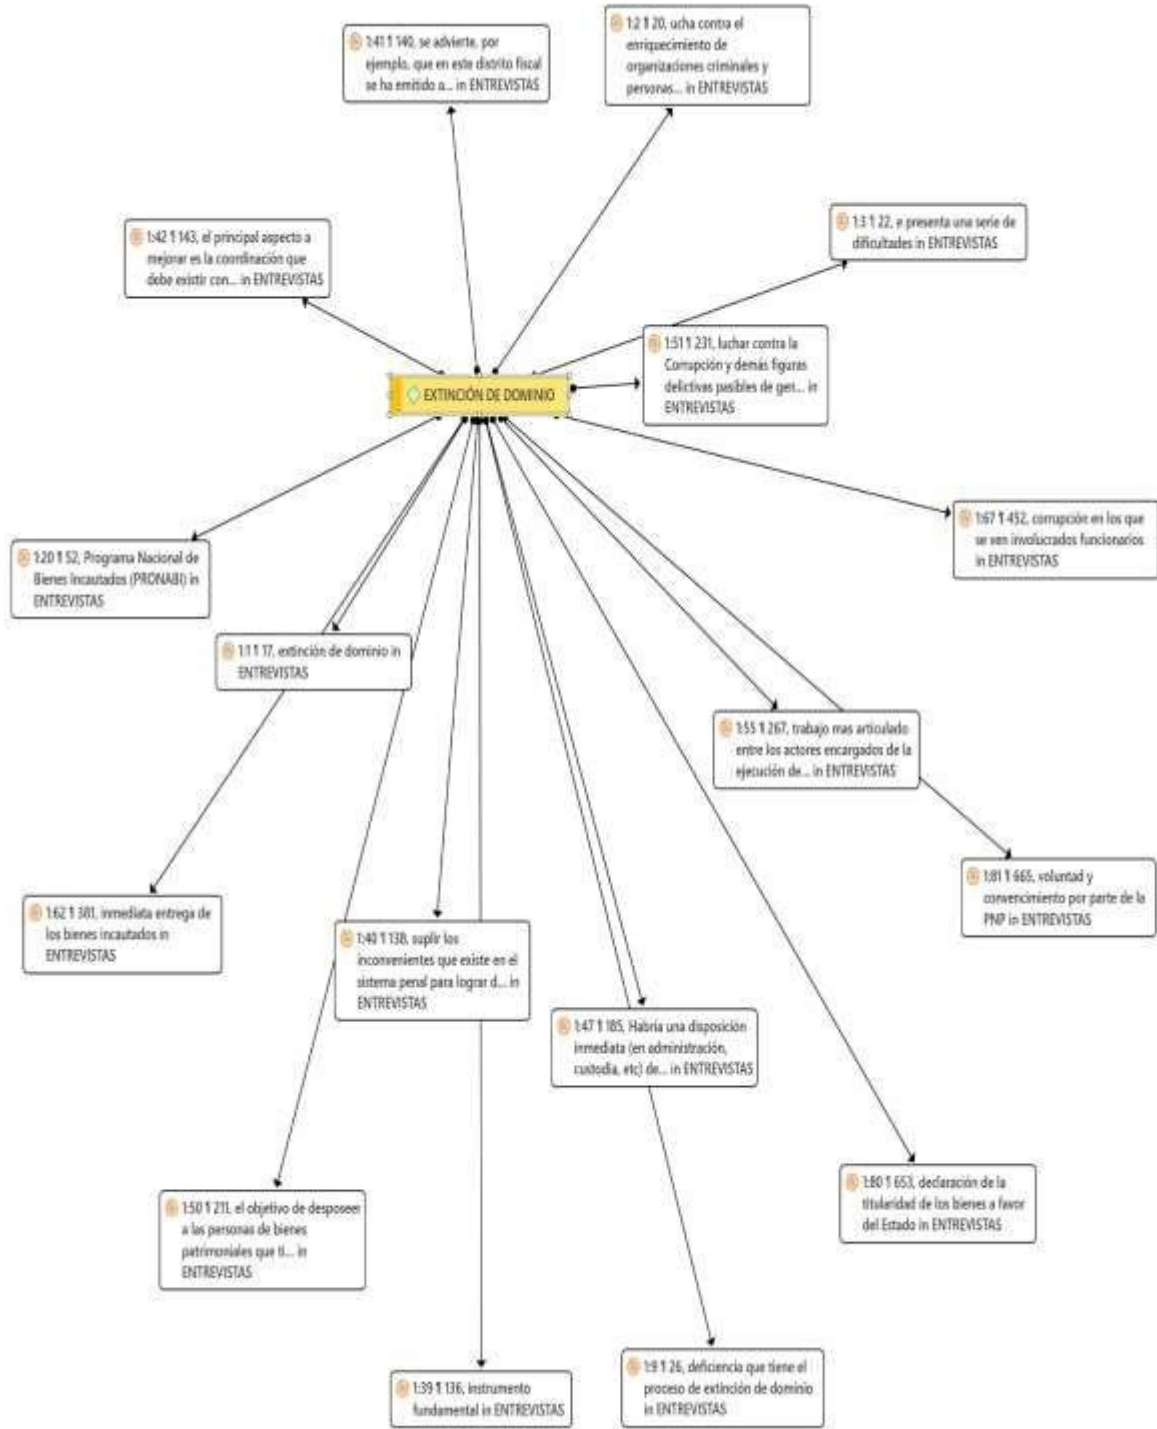 1:41 ¶ 140, se advierte, por
ejemplo, que en este distrito fiscal
se ha emitido a... in ENTREVISTAS
1:2 ¶ 20, ucha contra el
enriquecimiento de
organizaciones criminales y
personas... in ENTREVISTAS
1:42 ¶ 143, el principal aspecto a
mejorar es la coordinación que
debe existir con... in ENTREVISTAS
1:3 ¶ 22, e presenta una serie de
dificultades in ENTREVISTAS
1:51 ¶ 231, luchar contra la
Corrupción y demás figuras
delictivas pasibles de gen... in
ENTREVISTAS
EXTINCIÓN DE DOMINIO
1:67 ¶ 452, corrupción en los que
se ven involucrados funcionarios
in ENTREVISTAS
1:20 ¶ 52, Programa Nacional de
Bienes Incautados (PRONABI) in
ENTREVISTAS
1:1 ¶ 17, extinción de dominio in
ENTREVISTAS
1:55 ¶ 267, trabajo mas articulado
entre los actores encargados de la
ejecución de... in ENTREVISTAS
1:81 ¶ 665, voluntad y
convencimiento por parte de la
PNP in ENTREVISTAS
1:62 ¶ 381, inmediata entrega de
los bienes incautados in
ENTREVISTAS
1:40 ¶ 138, suplir los
inconvenientes que existe en el
sistema penal para lograr d... in
ENTREVISTAS
1:47 ¶ 185, Habría una disposición
inmediata (en administración,
custodia, etc) de... in ENTREVISTAS
1:80 ¶ 653, declaración de la
titularidad de los bienes a favor
del Estado in ENTREVISTAS
1:50 ¶ 211, el objetivo de desposeer
a las personas de bienes
patrimoniales que ti... in
ENTREVISTAS
1:39 ¶ 136, instrumento
fundamental in ENTREVISTAS
1:9 ¶ 26, deficiencia que tiene el
proceso de extinción de dominio
in ENTREVISTAS